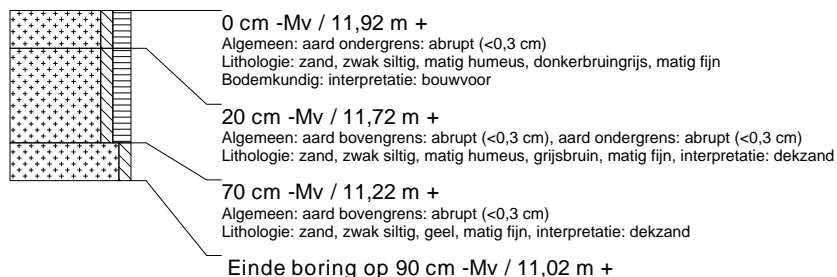 0 cm -Mv / 11,92 m +
Algemeen: aard ondergrens: abrupt (<0,3 cm)
Lithologie: zand, zwak siltig, matig humeus, donkerbruingrijs, matig fijn
Bodemkundig: interpretatie: bouwvoor
20 cm -Mv / 11,72 m +
Algemeen: aard bovengrens: abrupt (<0,3 cm), aard ondergrens: abrupt (<0,3 cm)
Lithologie: zand, zwak siltig, matig humeus, grijsbruin, matig fijn, interpretatie: dekzand
70 cm -Mv / 11,22 m +
Algemeen: aard bovengrens: abrupt (<0,3 cm)
Lithologie: zand, zwak siltig, geel, matig fijn, interpretatie: dekzand
Einde boring op 90 cm -Mv / 11,02 m +